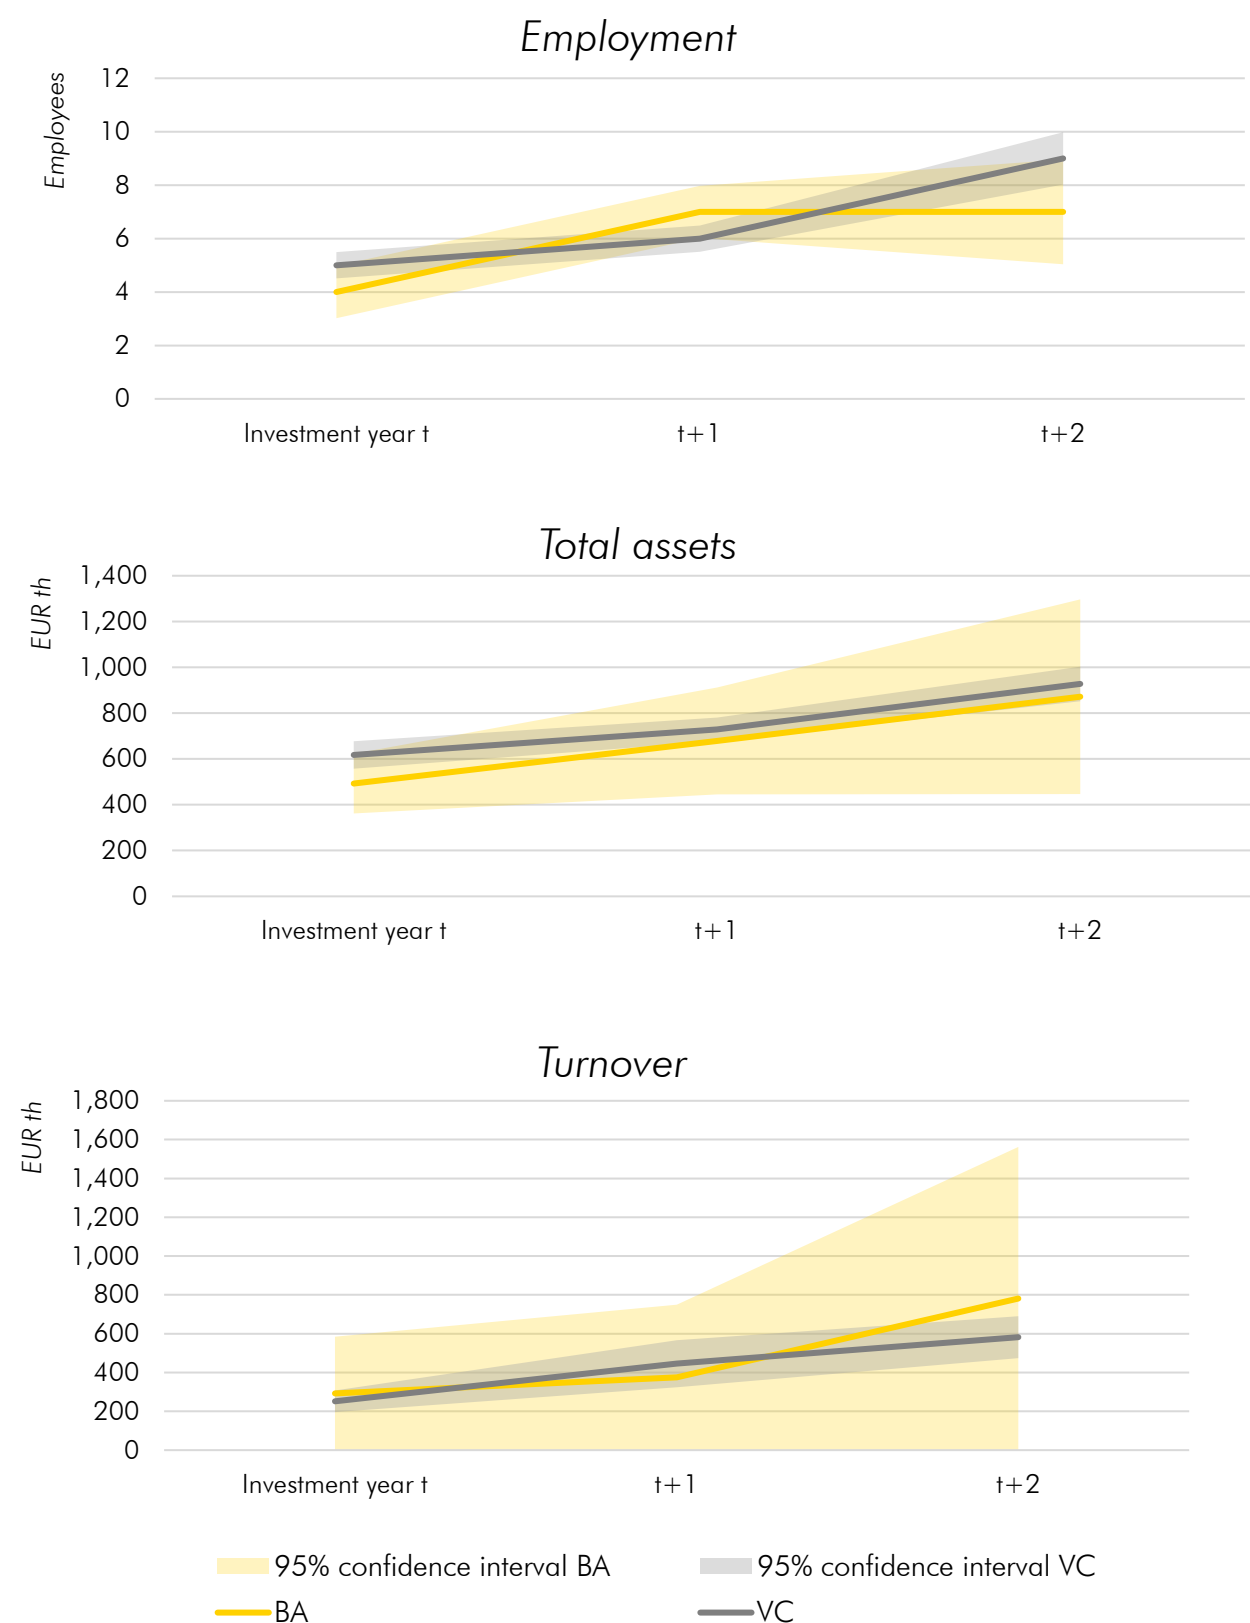 Employment
Employees
12
10
8
6
4
2
0
Investment year t t+1 t+2
Total assets
EUR th
1,400
1,200
1,000
800
600
400
200
0
Investment year t t+1 t+2
Turnover
EUR th
1,800
1,600
1,400
1,200
1,000
800
600
400
200
0
Investment year t t+1 t+2
95% confidence interval BA 95% confidence interval VC
BA VC